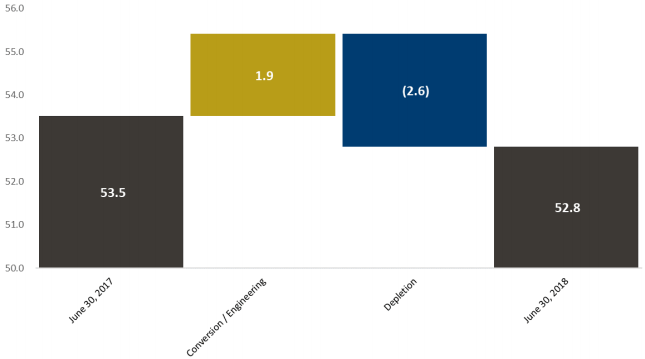 56.0
55.0
54.0
53.0
52.0
51.0
50.0
53.5
1.9
(2.6)
52.8
June 30, 2017
Conversion / Engineering
Depletion
June 30, 2018